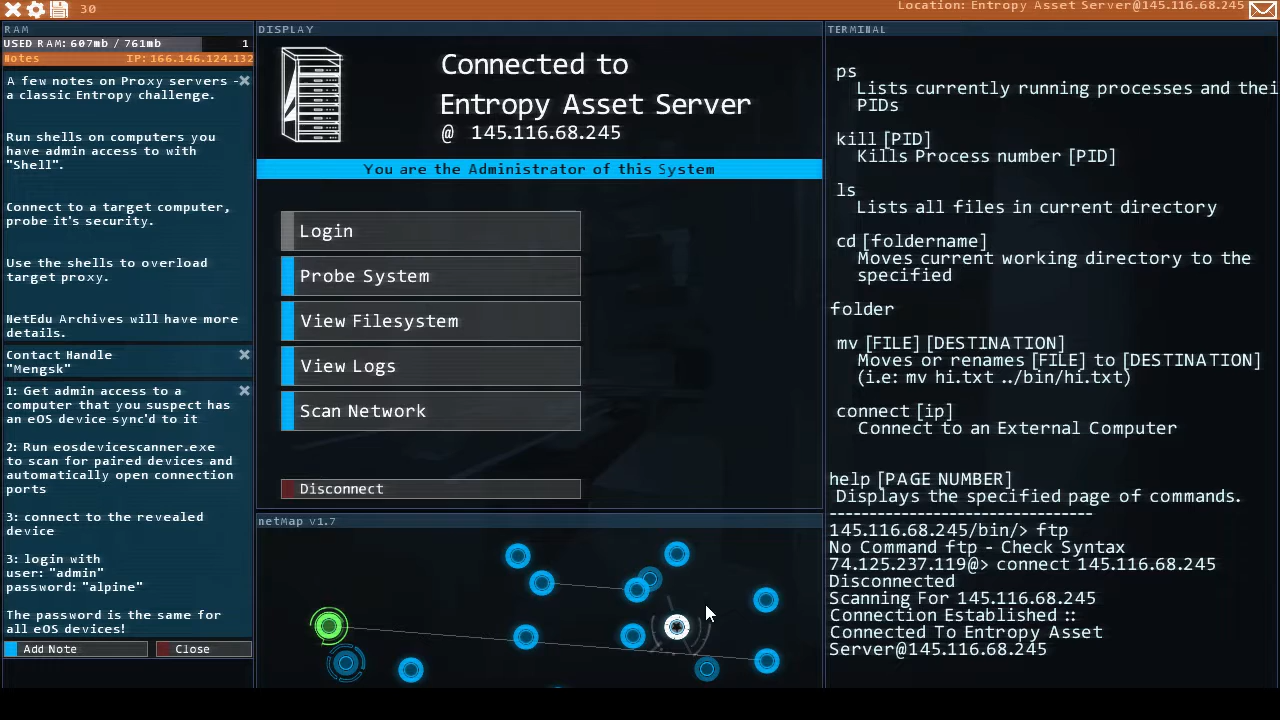 30
Location: Entropy Asset Server@145.116.68.245
RAM
USED RAM: 607mb / 761mb
1
Notes
IP: 166.146.124.132
A few notes on Proxy servers -
a classic Entropy challenge.
Run shells on computers you
have admin access to with
"Shell".
Connect to a target computer,
probe it's security.
Use the shells to overload
target proxy.
NetEdu Archives will have more
details.
Contact Handle
"Mengsk"
1: Get admin access to a
computer that you suspect has
an eOS device sync'd to it
2: Run eosdevicescanner.exe
to scan for paired devices and
automatically open connection
ports
3: connect to the revealed
device
3: login with
user: "admin"
password: "alpine"
The password is the same for
all eOS devices!
Add Note
Close
DISPLAY
Connected to
Entropy Asset Server
@ 145.116.68.245
You are the Administrator of this System
Login
Probe System
View Filesystem
View Logs
Scan Network
Disconnect
netMap v1.7
TERMINAL
ps
Lists currently running processes and thei
PIDs
kill [PID]
Kills Process number [PID]
ls
Lists all files in current directory
cd [foldername]
Moves current working directory to the
specified
folder
mv [FILE] [DESTINATION]
Moves or renames [FILE] to [DESTINATION]
(i.e: mv hi.txt ../bin/hi.txt)
connect [ip]
Connect to an External Computer
help [PAGE NUMBER]
Displays the specified page of commands.
--------------------------------
145.116.68.245/bin/> ftp
No Command ftp - Check Syntax
74.125.237.119@> connect 145.116.68.245
Disconnected
Scanning For 145.116.68.245
Connection Established ::
Connected To Entropy Asset
Server@145.116.68.245